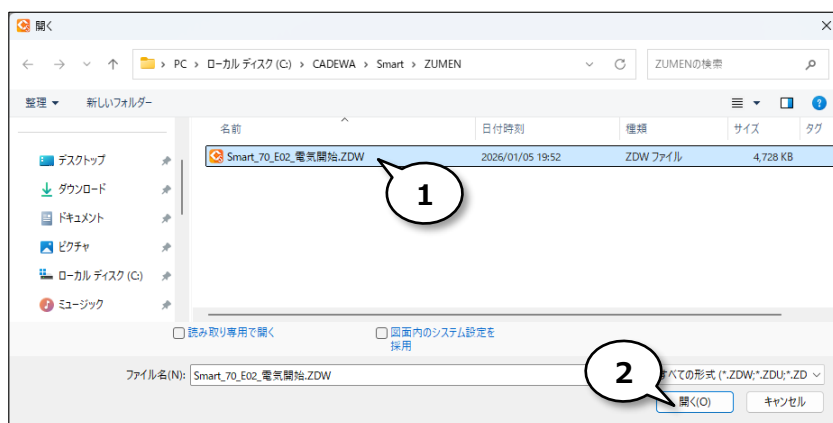 開く
PC › ローカル ディスク (C:) › CADEWA › Smart › ZUMEN
ZUMENの検索
整理 新しいフォルダー
名前 日付時刻 種類 サイズ タグ
Smart_70_E02_電気開始.ZDW 2026/01/05 19:52 ZDW ファイル 4,728 KB
1
デスクトップ
ダウンロード
ドキュメント
ピクチャ
ローカル ディスク (C:)
ミュージック
読み取り専用で開く
図面内のシステム設定を
採用
ファイル名(N): Smart_70_E02_電気開始.ZDW
2
べての形式 (*.ZDW;*.ZDU;*.ZD
開く(O) キャンセル